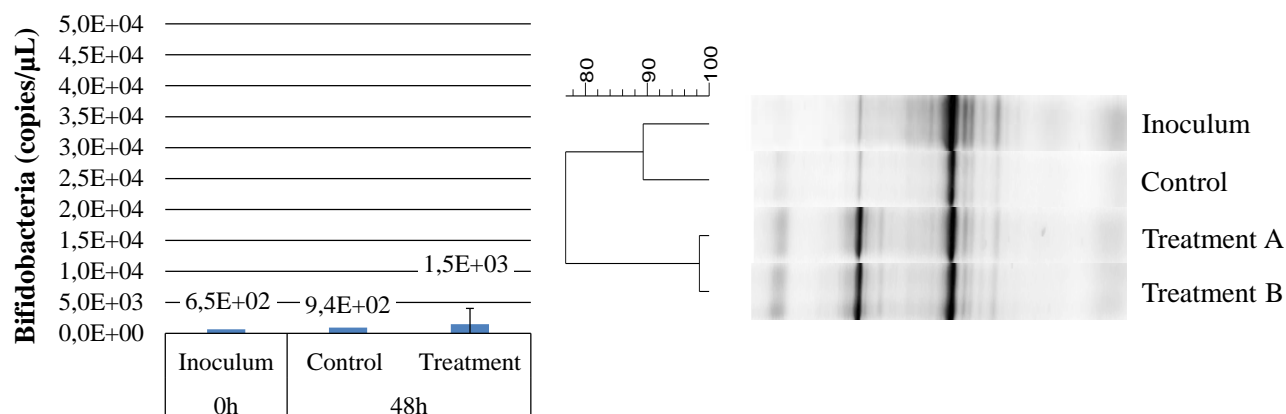 Bifidobacteria (copies/µL)
5,0E+04
4,5E+04
4,0E+04
3,5E+04
3,0E+04
2,5E+04
2,0E+04
1,5E+04
1,0E+04
5,0E+03
0,0E+00
6,5E+02
9,4E+02
1,5E+03
Inoculum
Control
Treatment
0h
48h
80
90
100
Inoculum
Control
Treatment A
Treatment B